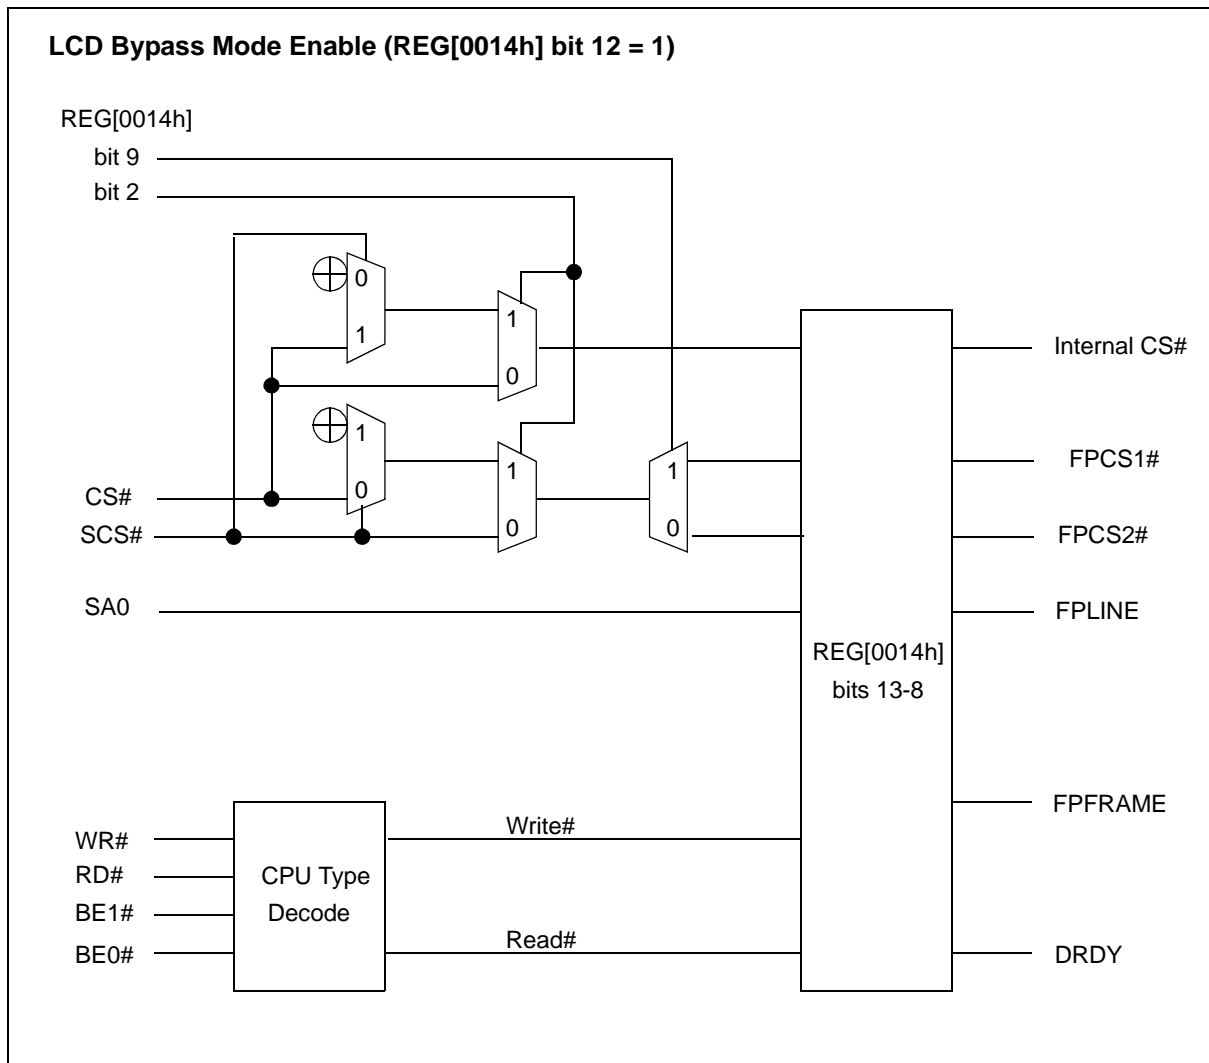 LCD Bypass Mode Enable (REG[0014h] bit 12 = 1)
REG[0014h]
bit 9
bit 2
0
1
1
0
Internal CS#
1
0
1
0
1
0
FPCS1#
CS#
SCS#
FPCS2#
SA0
FPLINE
REG[0014h]
bits 13-8
FPFRAME
WR#
RD#
BE1#
BE0#
CPU Type
Decode
Write#
Read#
DRDY